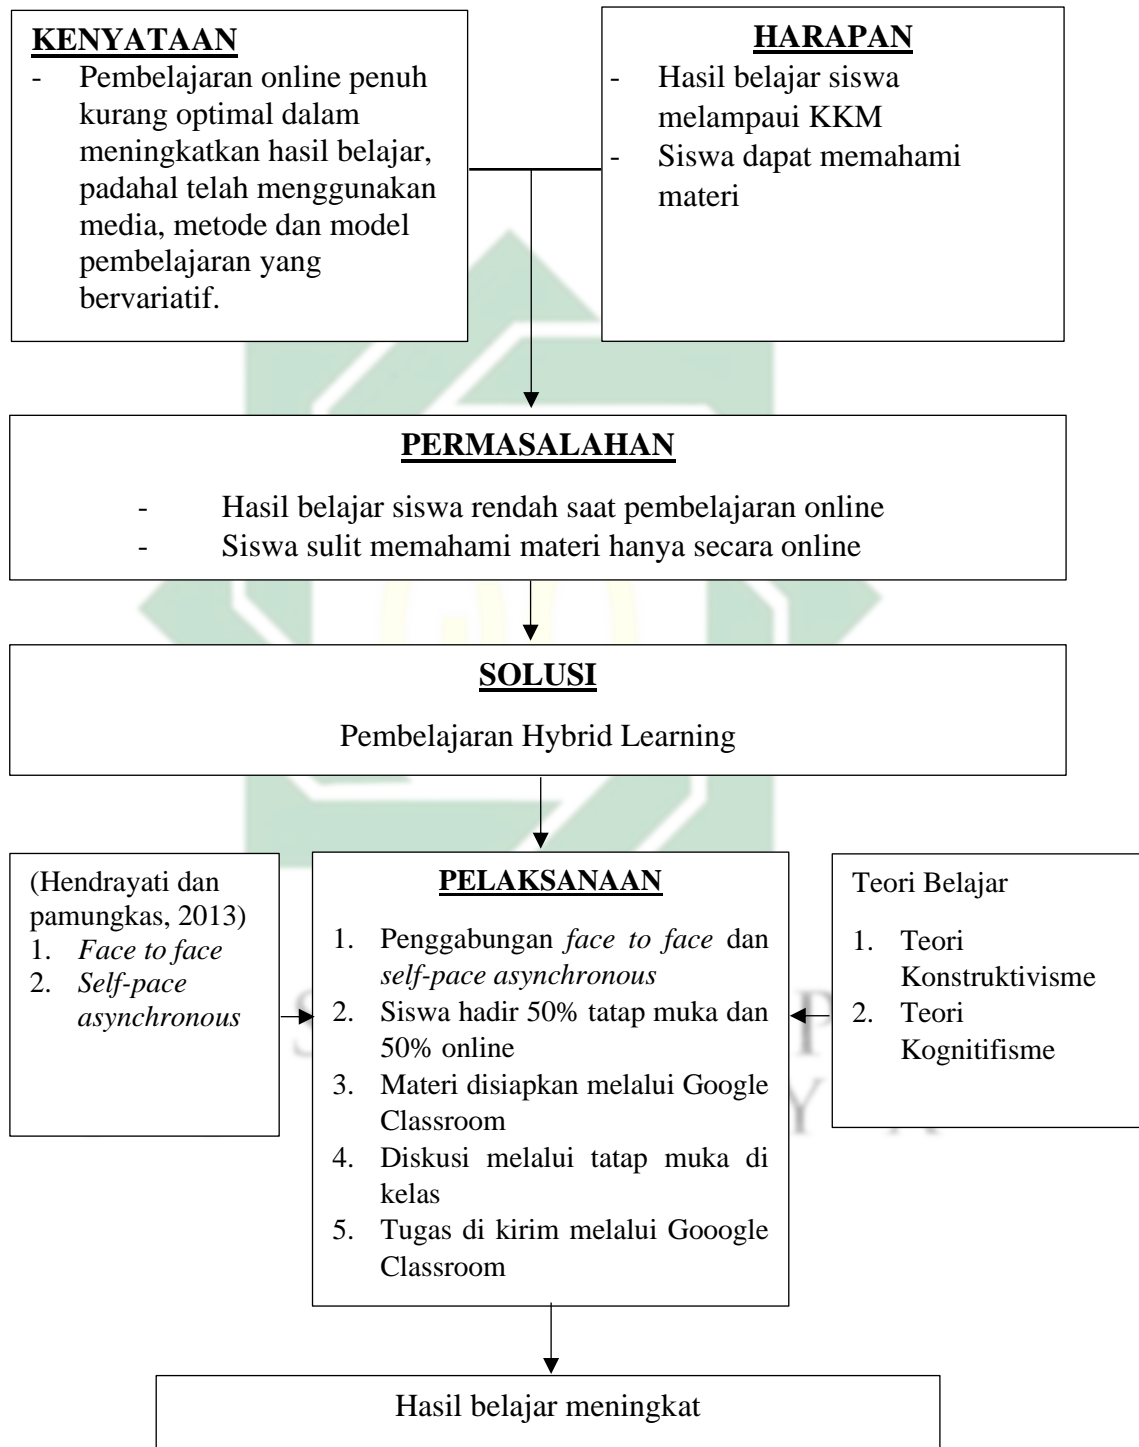 KENYATAAN
- Pembelajaran online penuh
kurang optimal dalam
meningkatkan hasil belajar,
padahal telah menggunakan
media, metode dan model
pembelajaran yang
bervariatif.
HARAPAN
- Hasil belajar siswa
melampaui KKM
- Siswa dapat memahami
materi
PERMASALAHAN
- Hasil belajar siswa rendah saat pembelajaran online
- Siswa sulit memahami materi hanya secara online
SOLUSI
Pembelajaran Hybrid Learning
(Hendrayati dan
pamungkas, 2013)
1. Face to face
2. Self-pace
asynchronous
PELAKSANAAN
1. Penggabungan face to face dan
self-pace asynchronous
2. Siswa hadir 50% tatap muka dan
50% online
3. Materi disiapkan melalui Google
Classroom
4. Diskusi melalui tatap muka di
kelas
5. Tugas di kirim melalui Gooogle
Classroom
Teori Belajar
1. Teori
Konstruktivisme
2. Teori
Kognitifisme
Hasil belajar meningkat